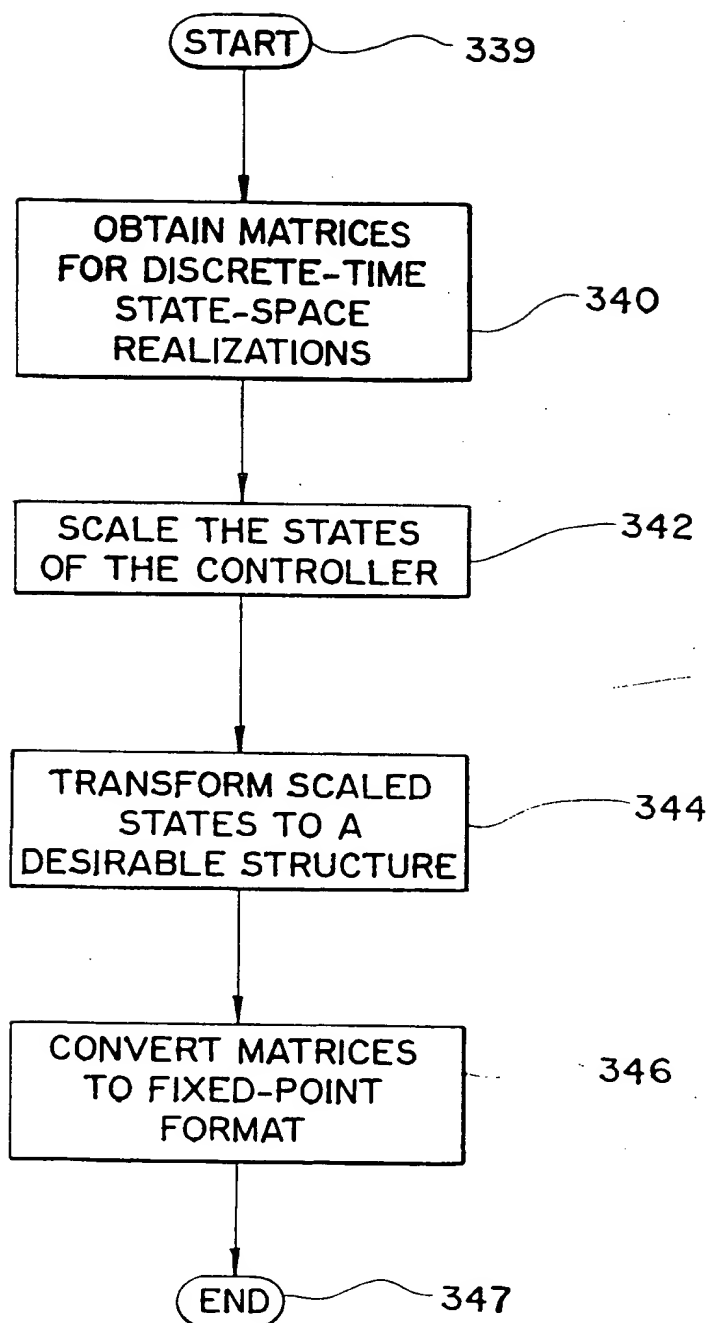 START
339
OBTAIN MATRICES
FOR DISCRETE-TIME
STATE-SPACE
REALIZATIONS
340
SCALE THE STATES
OF THE CONTROLLER
342
TRANSFORM SCALED
STATES TO A
DESIRABLE STRUCTURE
344
CONVERT MATRICES
TO FIXED-POINT
FORMAT
346
END
347